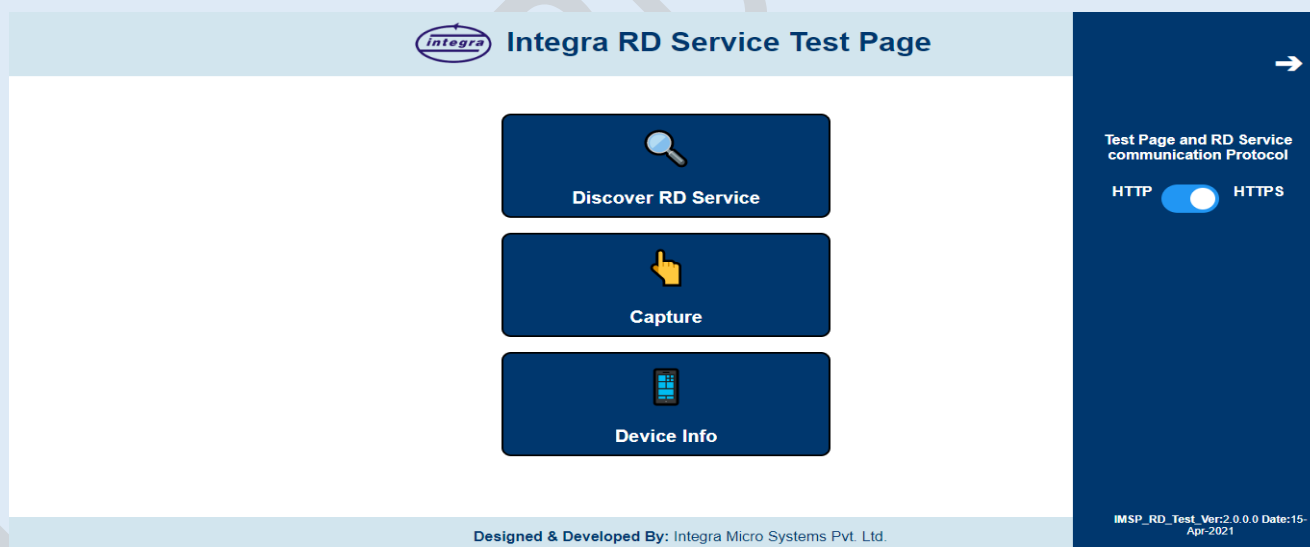 integra
Integra RD Service Test Page
Discover RD Service
Capture
Device Info
Designed & Developed By: Integra Micro Systems Pvt. Ltd.
Test Page and RD Service
communication Protocol
HTTP HTTPS
IMSP_RD_Test_Ver:2.0.0.0 Date:15-
Apr-2021